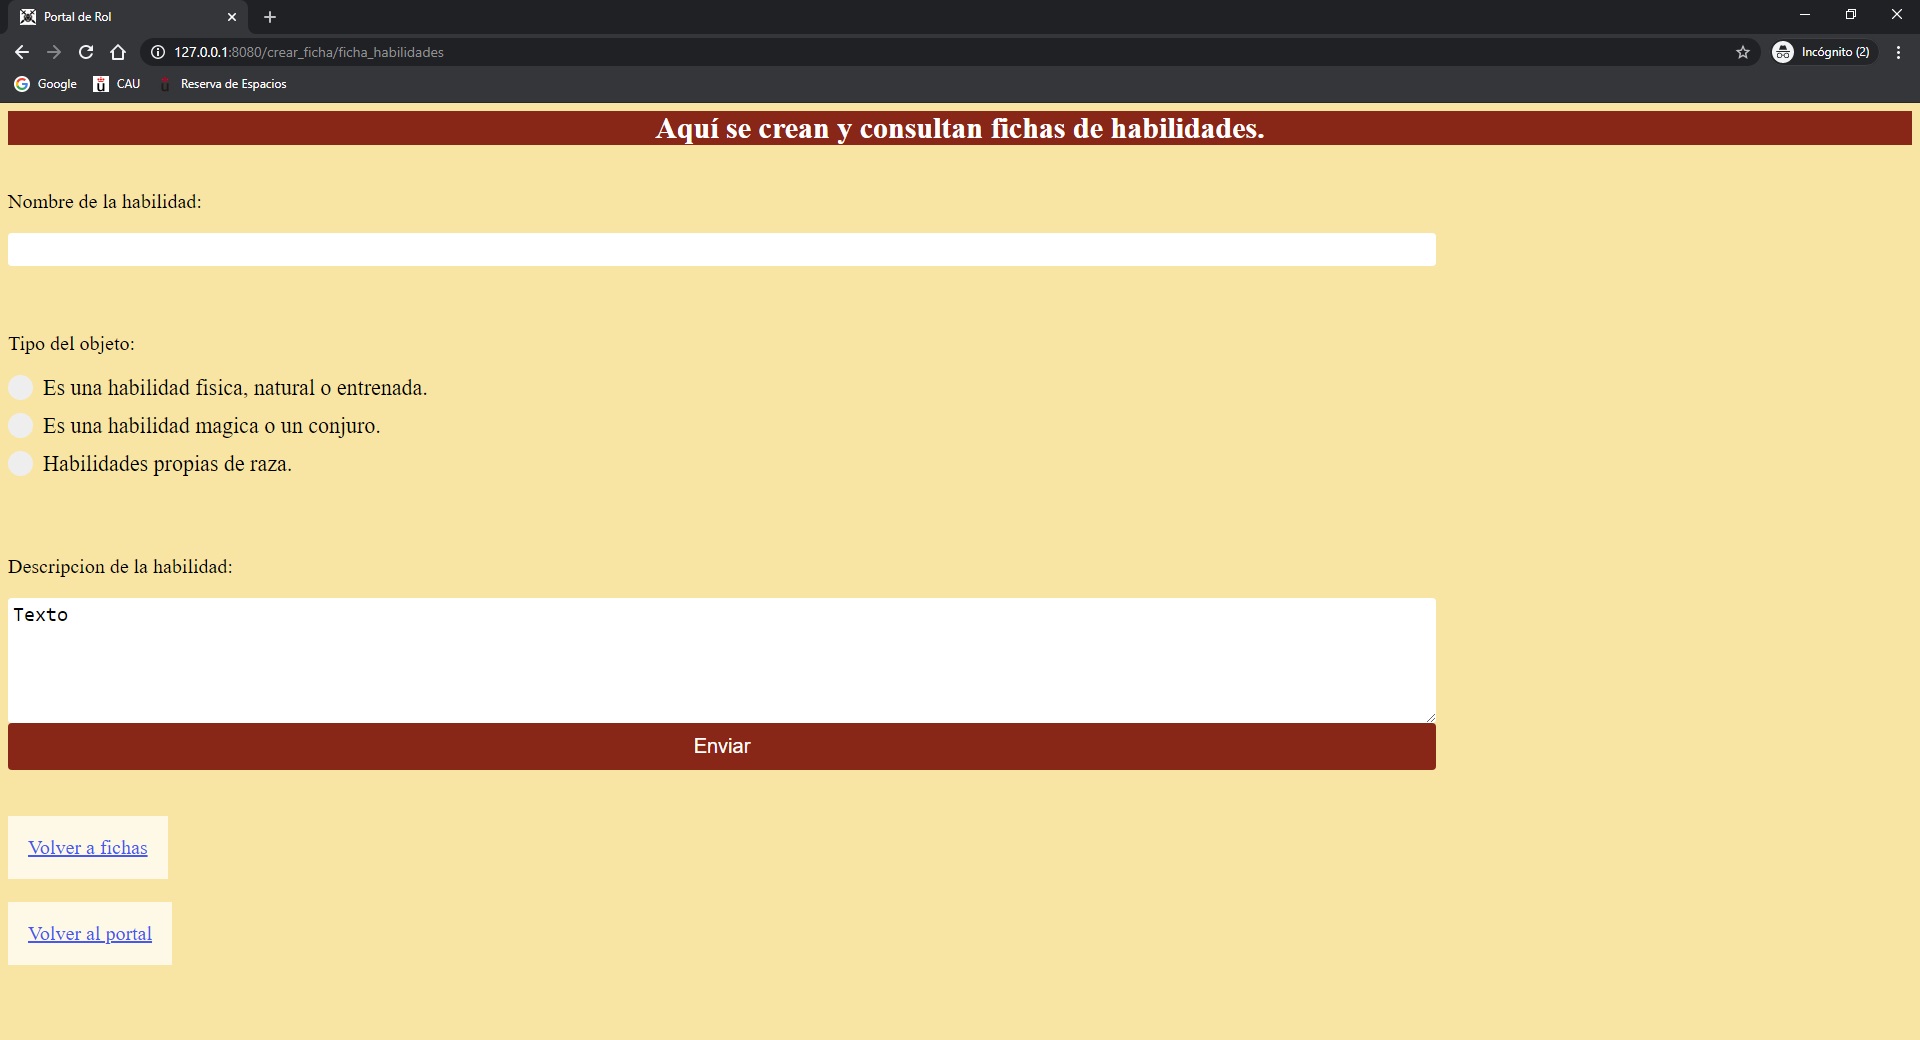 Portal de Rol
127.0.0.1:8080/crear_ficha/ficha_habilidades
Incógnito (2)
Google
CAU
Reserva de Espacios
Aquí se crean y consultan fichas de habilidades.
Nombre de la habilidad:
Tipo del objeto:
Es una habilidad fisica, natural o entrenada.
Es una habilidad magica o un conjuro.
Habilidades propias de raza.
Descripcion de la habilidad:
Texto
Enviar
Volver a fichas
Volver al portal